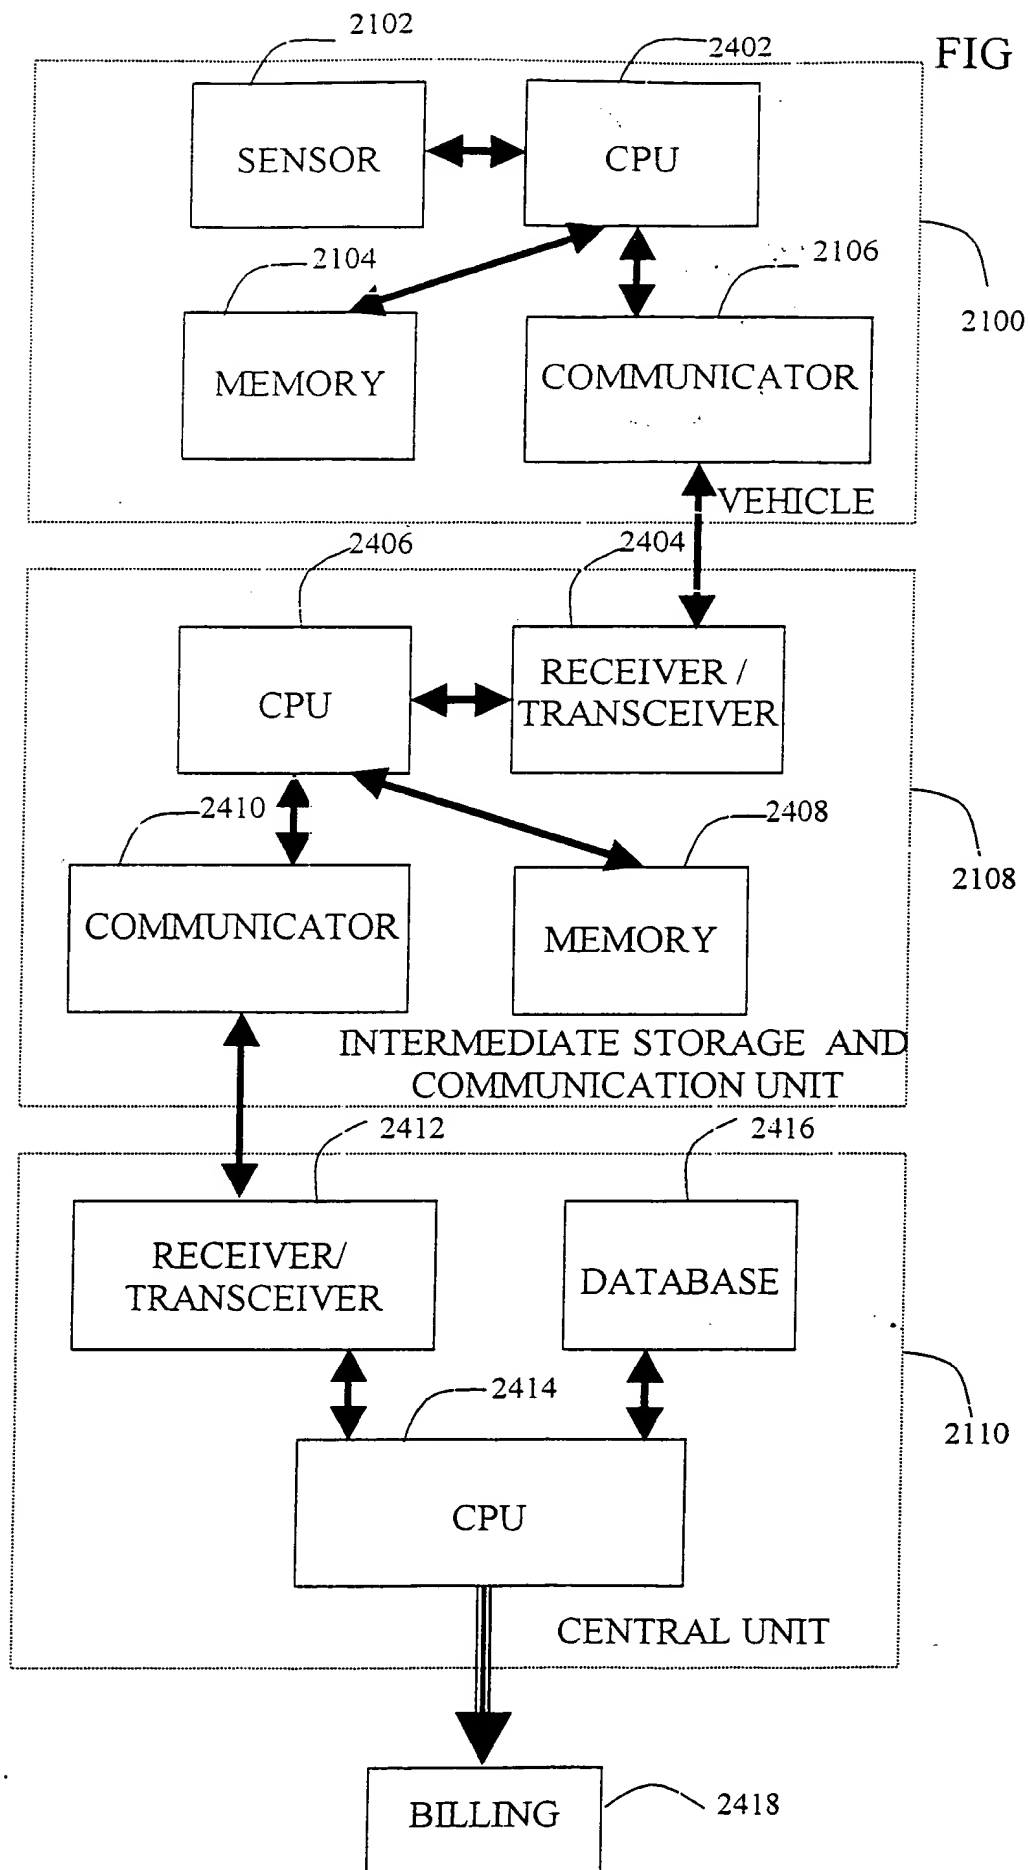 2102
2402
FIG
SENSOR
CPU
2104
2106
2100
MEMORY
COMMUNICATOR
VEHICLE
2406
2404
CPU
RECEIVER /
TRANSCEIVER
2410
2408
2108
COMMUNICATOR
MEMORY
INTERMEDIATE STORAGE AND
COMMUNICATION UNIT
2412
2416
RECEIVER/
TRANSCEIVER
DATABASE
2414
2110
CPU
CENTRAL UNIT
BILLING
2418